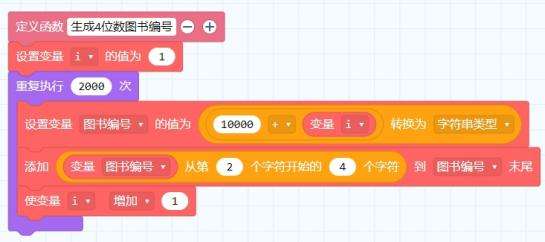 定义函数 生成4位数图书编号 − +
设置变量 i 的值为 1
重复执行 2000 次
设置变量 图书编号 的值为 10000 + 变量 i 转换为 字符串类型
添加 变量 图书编号 从第 2 个字符开始的 4 个字符 到 图书编号 末尾
使变量 i 增加 1